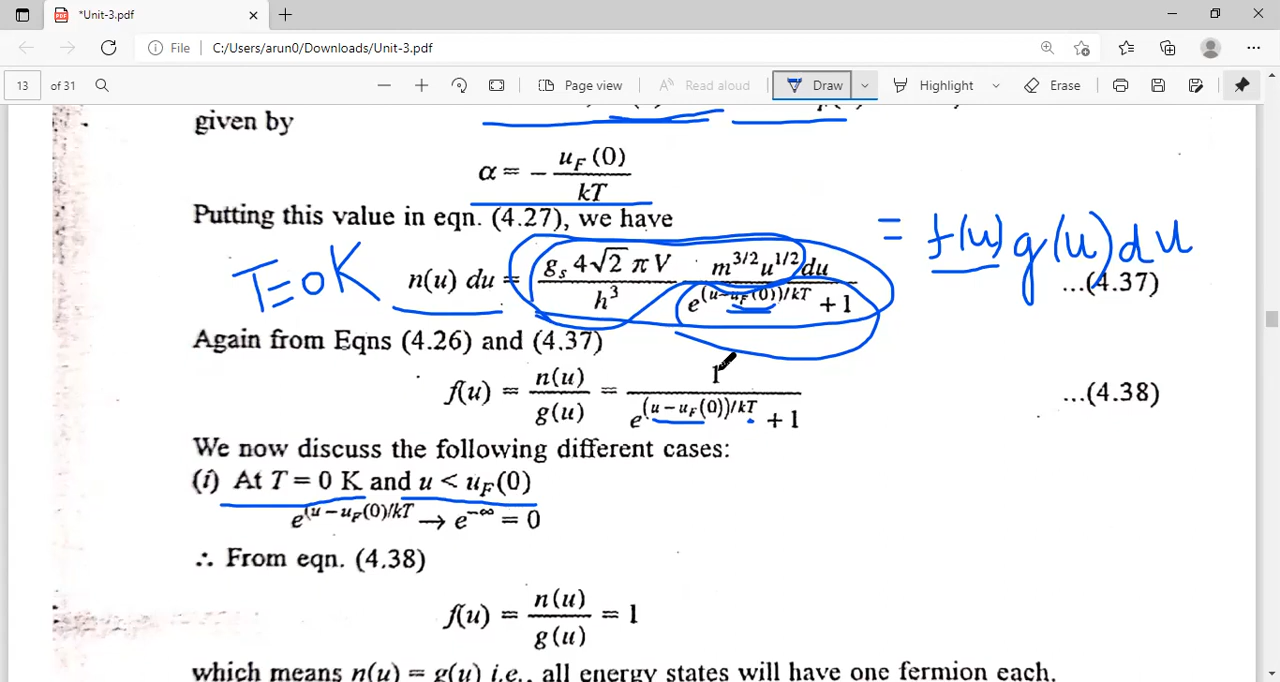 *Unit-3.pdf
File C:/Users/arun0/Downloads/Unit-3.pdf
13 of 31 Page view Read aloud Draw Highlight Erase
given by
α = − u_F(0) / kT
Putting this value in eqn. (4.27), we have
= f(u) g(u) du
T=0K
n(u) du = g_s 4√2 πV / h³ · m^{3/2} u^{1/2} du / e^{(u−u_F(0))/kT} + 1 ...(4.37)
Again from Eqns (4.26) and (4.37)
f(u) = n(u) / g(u) = 1 / e^{(u−u_F(0))/kT} + 1 ...(4.38)
We now discuss the following different cases:
(i) At T = 0 K and u < u_F(0)
e^{(u−u_F(0)/kT} → e^{−∞} = 0
∴ From eqn. (4.38)
f(u) = n(u) / g(u) = 1
which means n(u) = g(u) i.e., all energy states will have one fermion each.